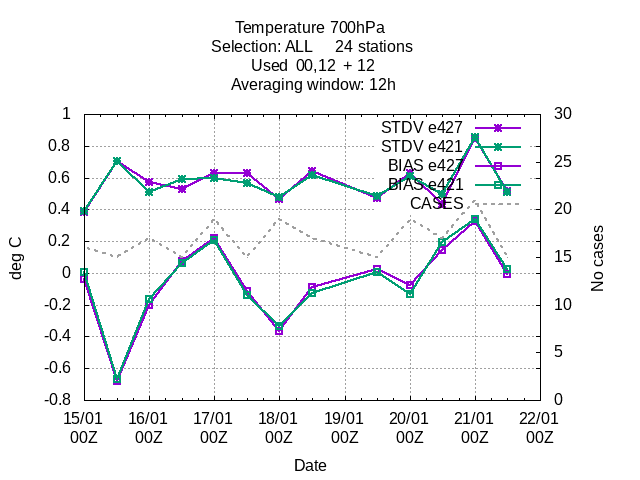 Temperature 700hPa
Selection: ALL 24 stations
Used 00,12 + 12
Averaging window: 12h
1
0.8
0.6
0.4
0.2
0
-0.2
-0.4
-0.6
-0.8
deg C
30
25
20
15
10
5
0
No cases
STDV e427
STDV e421
BIAS e427
BIAS e421
CASES
15/01 16/01 17/01 18/01 19/01 20/01 21/01 22/01
00Z 00Z 00Z 00Z 00Z 00Z 00Z 00Z
Date